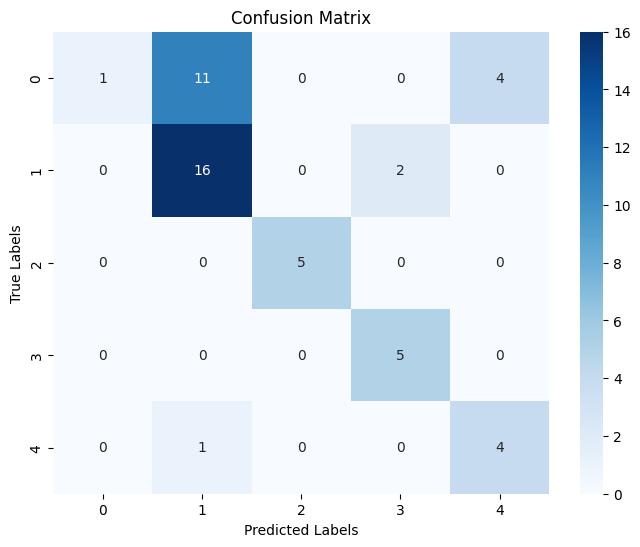 Confusion Matrix
0 1 11 0 0 4
1 0 16 0 2 0
2 0 0 5 0 0
3 0 0 0 5 0
4 0 1 0 0 4
0 1 2 3 4
True Labels
Predicted Labels
16
14
12
10
8
6
4
2
0